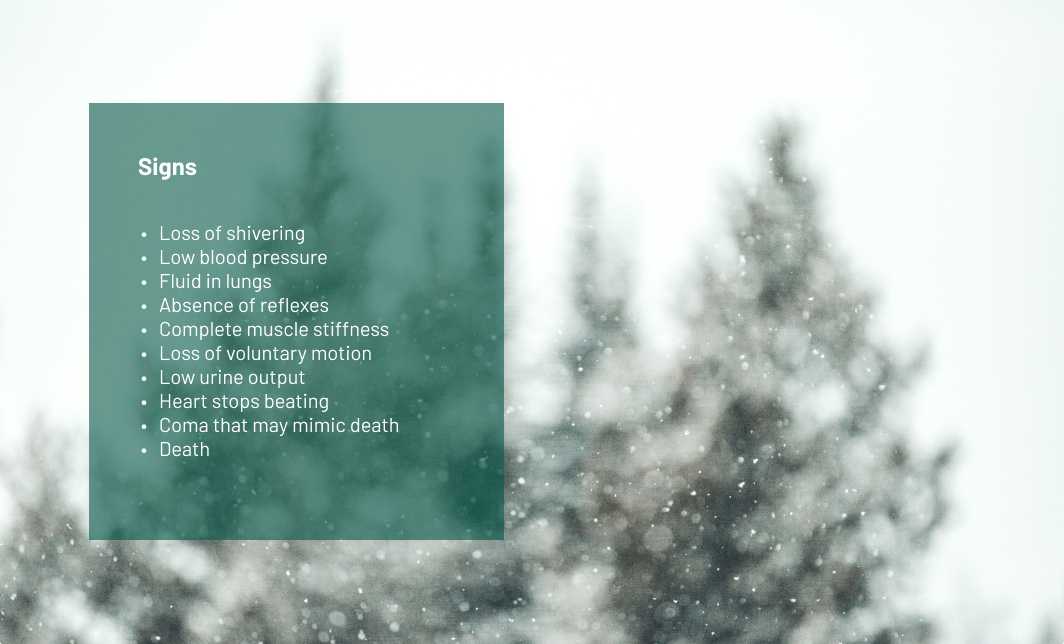 Signs
• Loss of shivering
• Low blood pressure
• Fluid in lungs
• Absence of reflexes
• Complete muscle stiffness
• Loss of voluntary motion
• Low urine output
• Heart stops beating
• Coma that may mimic death
• Death